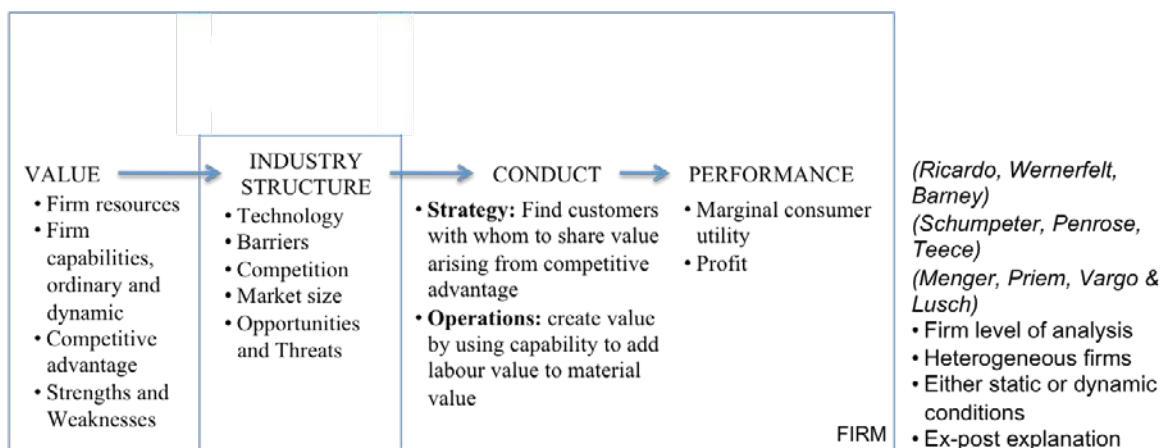 VALUE
• Firm resources
• Firm
capabilities,
ordinary and
dynamic
• Competitive
advantage
• Strengths and
Weaknesses
INDUSTRY
STRUCTURE
• Technology
• Barriers
• Competition
• Market size
• Opportunities
and Threats
CONDUCT
• Strategy: Find customers
with whom to share value
arising from competitive
advantage
• Operations: create value
by using capability to add
labour value to material
value
PERFORMANCE
• Marginal consumer
utility
• Profit
FIRM
(Ricardo, Wernerfelt,
Barney)
(Schumpeter, Penrose,
Teece)
(Menger, Priem, Vargo &
Lusch)
• Firm level of analysis
• Heterogeneous firms
• Either static or dynamic
conditions
• Ex-post explanation